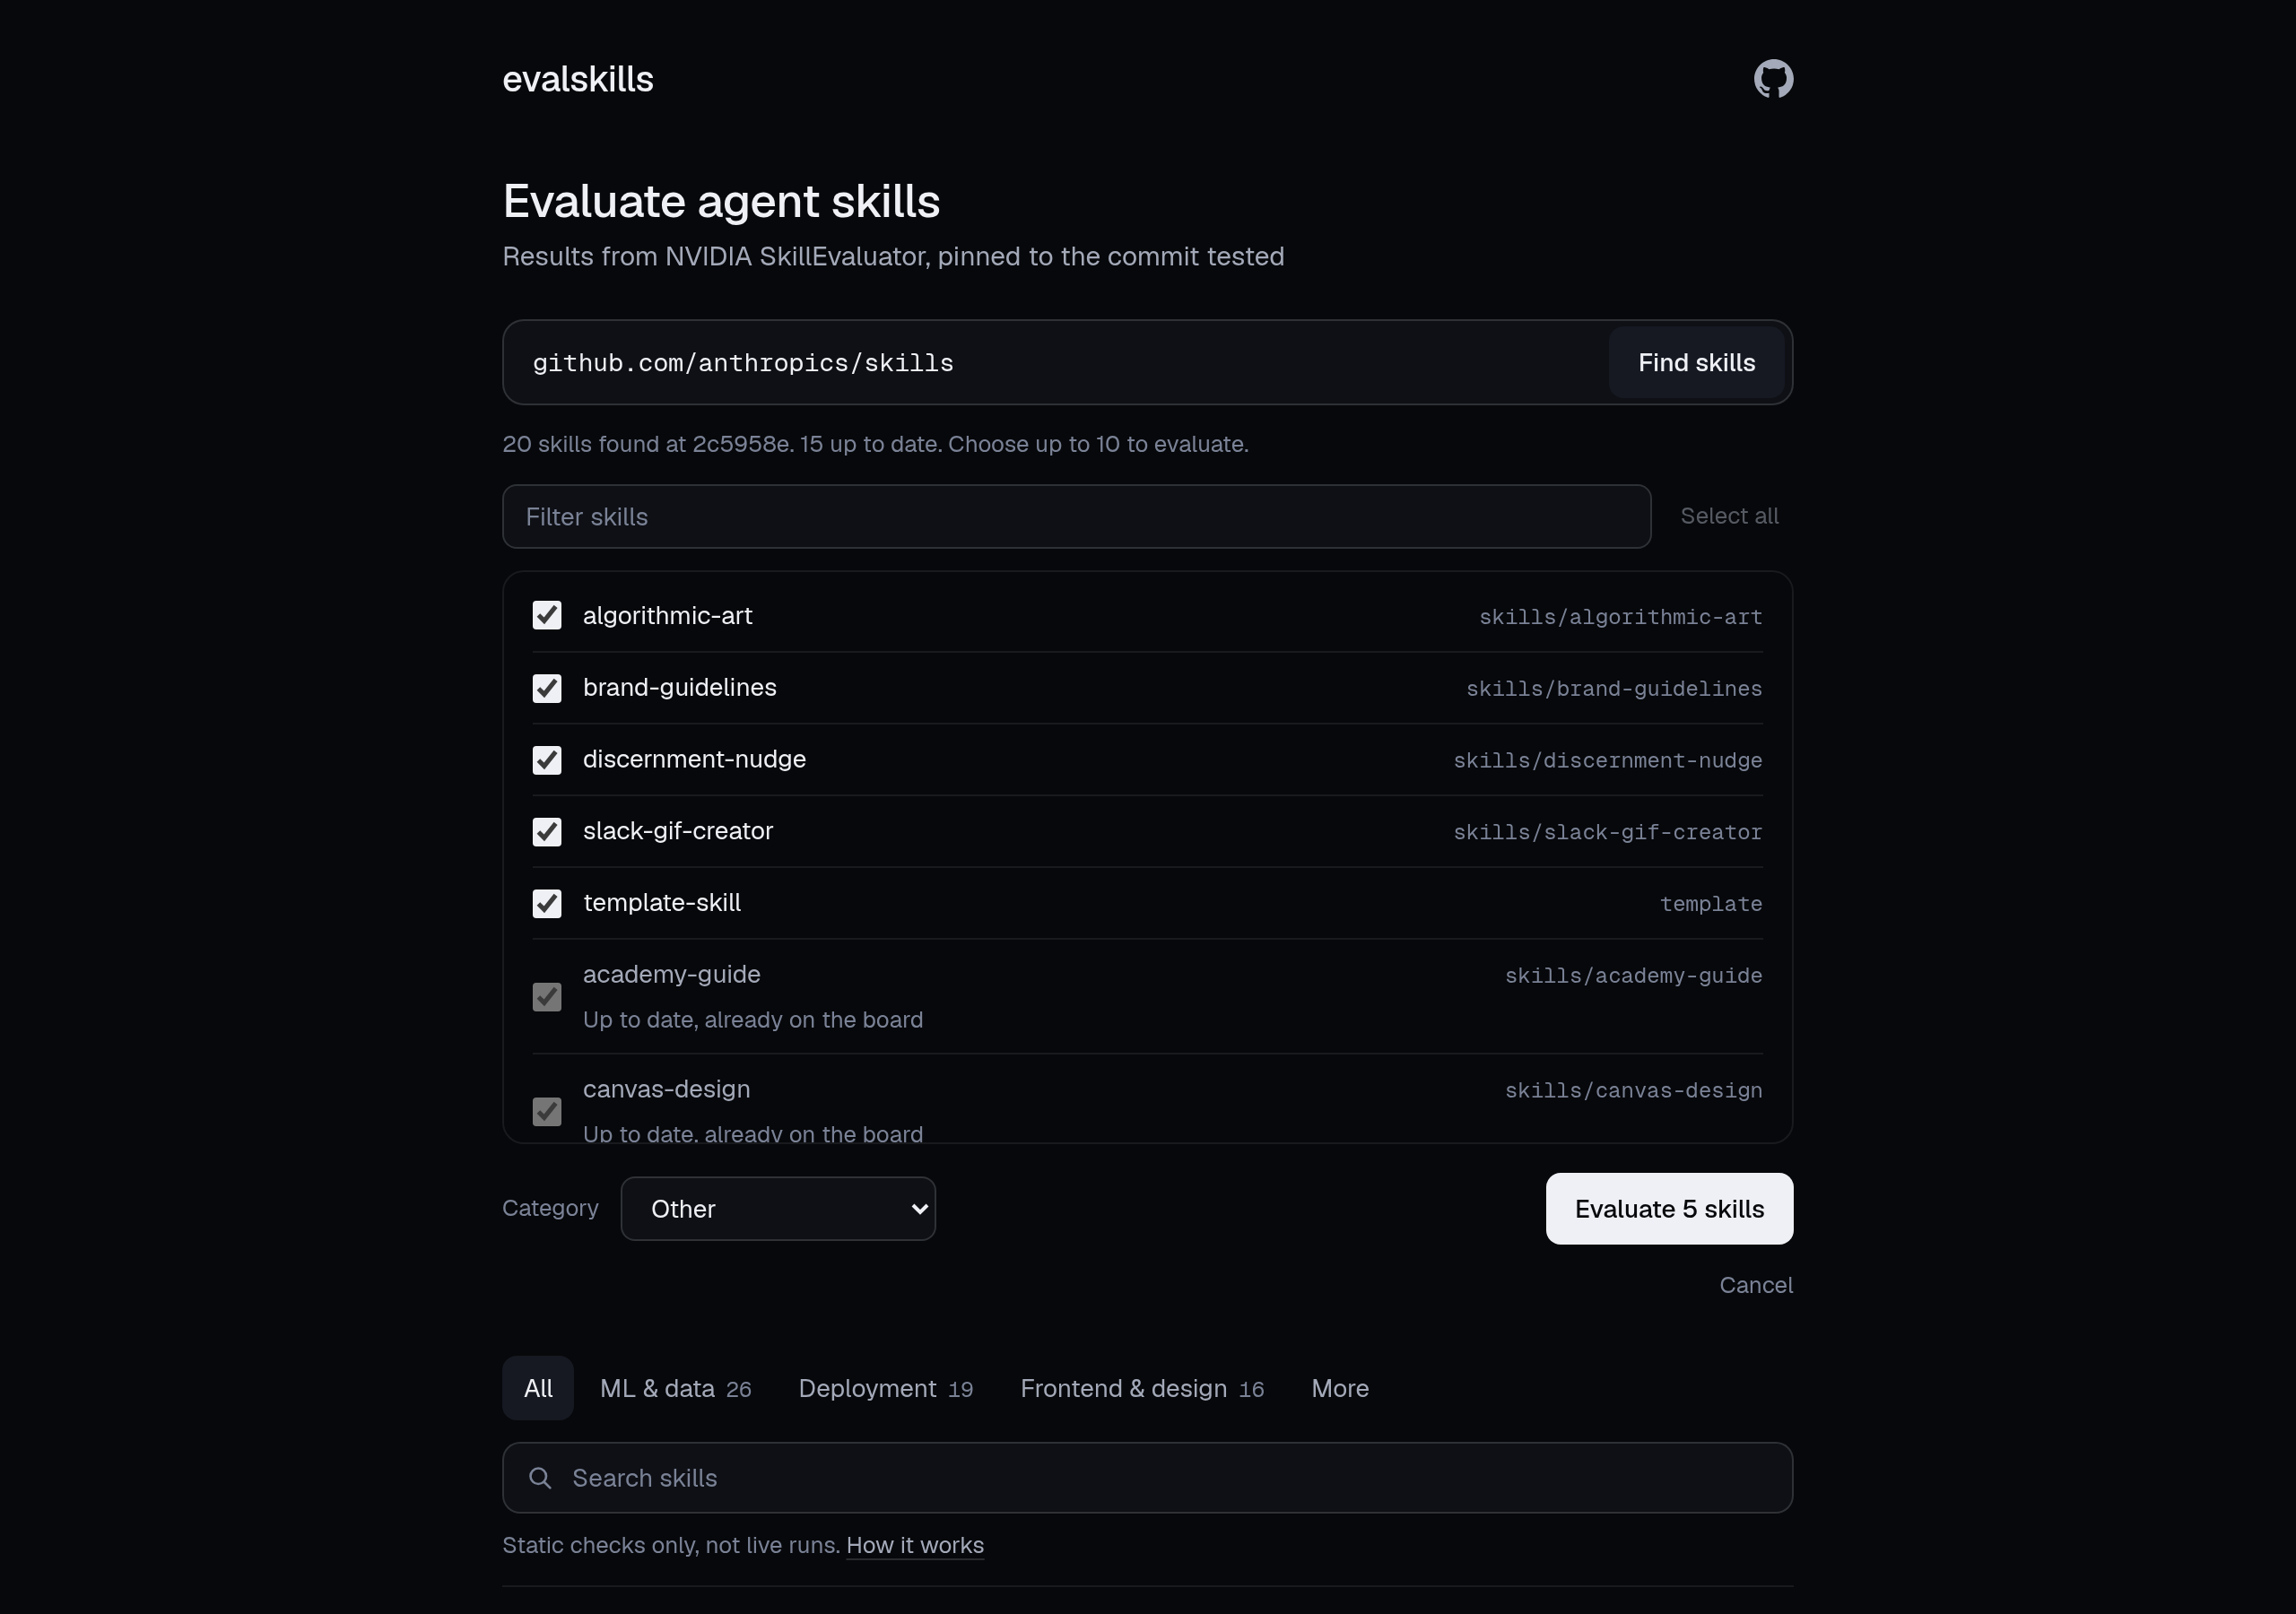 evalskills
Evaluate agent skills
Results from NVIDIA SkillEvaluator, pinned to the commit tested
github.com/anthropics/skills
Find skills
20 skills found at 2c5958e. 15 up to date. Choose up to 10 to evaluate.
Filter skills
Select all
algorithmic-art skills/algorithmic-art
brand-guidelines skills/brand-guidelines
discernment-nudge skills/discernment-nudge
slack-gif-creator skills/slack-gif-creator
template-skill template
academy-guide skills/academy-guide
Up to date, already on the board
canvas-design skills/canvas-design
Up to date, already on the board
Category Other Evaluate 5 skills
Cancel
All ML & data 26 Deployment 19 Frontend & design 16 More
Search skills
Static checks only, not live runs. How it works